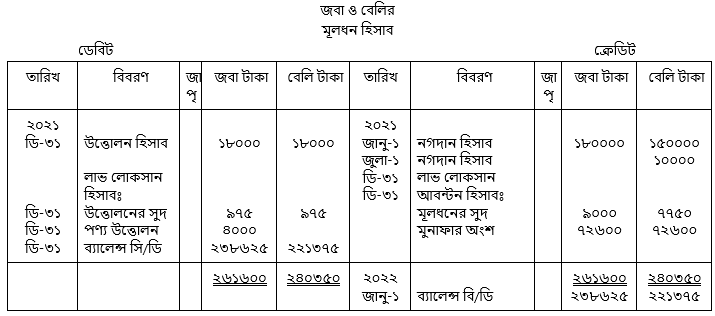 জবা ও বেলির
মূলধন হিসাব
ডেবিট ক্রেডিট
তারিখ বিবরণ জা পৃ জবা টাকা বেলি টাকা তারিখ বিবরণ জা পৃ জবা টাকা বেলি টাকা
২০২১ ২০২১
ডি-৩১ উত্তোলন হিসাব ১৮০০০ ১৮০০০ জানু-১ নগদান হিসাব ১৮০০০০ ১৫০০০০
জুলা-১ নগদান হিসাব ১০০০০
লাভ লোকসান ডি-৩১ লাভ লোকসান
হিসাবঃ ডি-৩১ আবন্টন হিসাবঃ
ডি-৩১ উত্তোলনের সুদ ৯৭৫ ৯৭৫ মূলধনের সুদ ৯০০০ ৭৭৫০
ডি-৩১ পণ্য উত্তোলন ৪০০০ মুনাফার অংশ ৭২৬০০ ৭২৬০০
ডি-৩১ ব্যালেন্স সি/ডি ২৩৮৬২৫ ২২১৩৭৫
২৬১৬০০ ২৪০৩৫০ ২০২২ ২৬১৬০০ ২৪০৩৫০
জানু-১ ব্যালেন্স বি/ডি ২৩৮৬২৫ ২২১৩৭৫